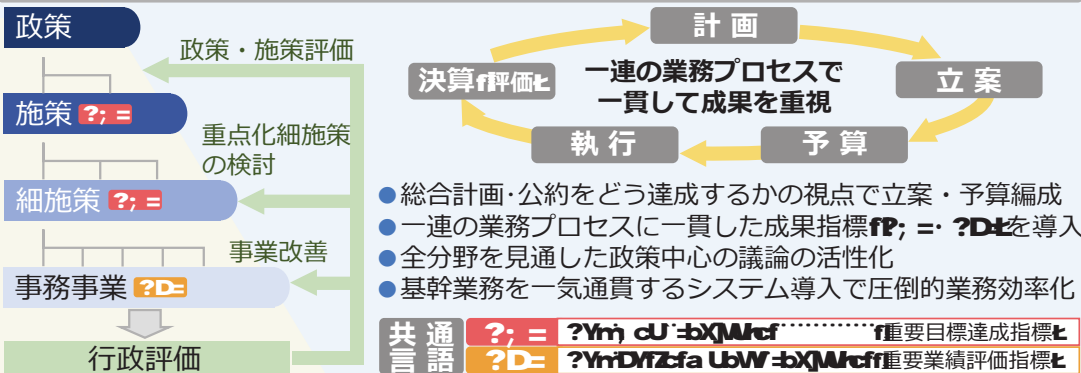 政策
政策・施策評価
施策 ?; =
重点化細施策
の検討
細施策 ?; =
事業改善
事務事業 ?D=
行政評価
計 画
立 案
予 算
執 行
決算f評価Ł
一連の業務プロセスで
一貫して成果を重視
●総合計画・公約をどう達成するかの視点で立案・予算編成
●一連の業務プロセスに一貫した成果指標f?; =・ ?D=Łを導入
●全分野を見通した政策中心の議論の活性化
●基幹業務を一気通貫するシステム導入で圧倒的業務効率化
共 通
言 語
?; = f重要目標達成指標Ł
?D= f重要業績評価指標Ł